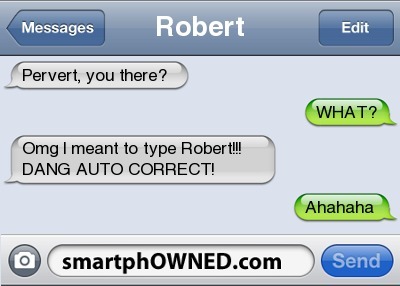 Messages
Robert
Edit
Pervert, you there?
WHAT?
Omg I meant to type Robert!!!
DANG AUTO CORRECT!
Ahahaha
smartphOWNED.com
Send